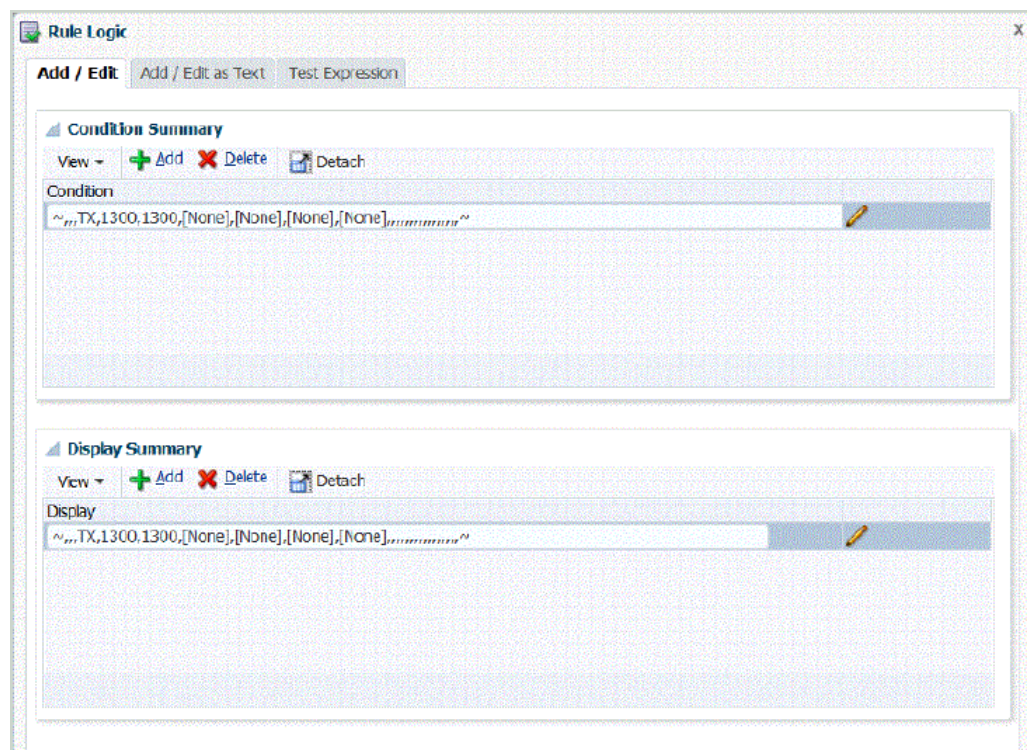 Rule Logic x
Add / Edit Add / Edit as Text Test Expression
Condition Summary
View Add Delete Detach
Condition
~,,,TX,1300,1300,[None],[None],[None],[None],,,,,,,,,,,,,,,,~
Display Summary
View Add Delete Detach
Display
~,,,TX,1300,1300,[None],[None],[None],[None],,,,,,,,,,,,,,,,~